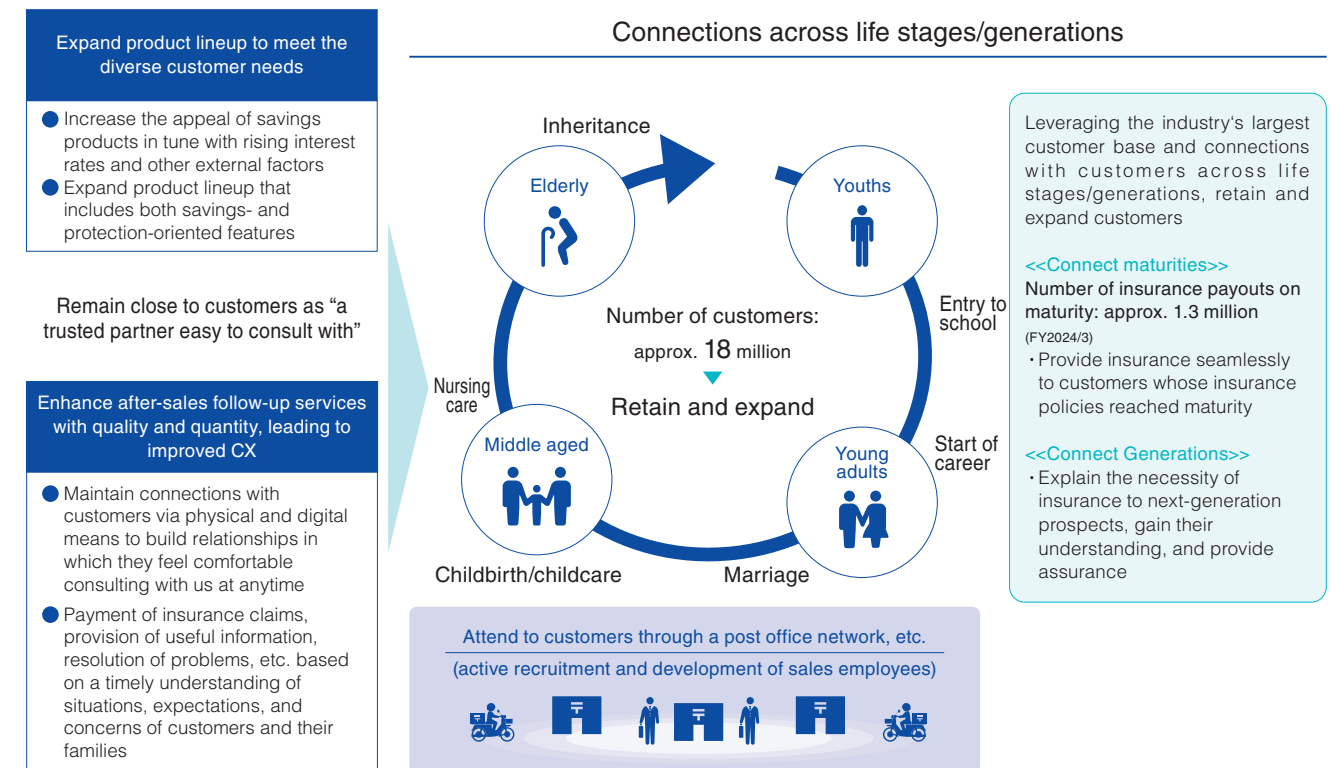 Expand product lineup to meet the
diverse customer needs
● Increase the appeal of savings
products in tune with rising interest
rates and other external factors
● Expand product lineup that
includes both savings- and
protection-oriented features
Remain close to customers as “a
trusted partner easy to consult with”
Enhance after-sales follow-up services
with quality and quantity, leading to
improved CX
● Maintain connections with
customers via physical and digital
means to build relationships in
which they feel comfortable
consulting with us at anytime
● Payment of insurance claims,
provision of useful information,
resolution of problems, etc. based
on a timely understanding of
situations, expectations, and
concerns of customers and their
families
Connections across life stages/generations
Inheritance
Elderly
Youths
Entry to
school
Number of customers:
approx. 18 million
Retain and expand
Nursing
care
Middle aged
Young
adults
Start of
career
Childbirth/childcare
Marriage
Attend to customers through a post office network, etc.
(active recruitment and development of sales employees)
Leveraging the industry‘s largest
customer base and connections
with customers across life
stages/generations, retain and
expand customers
<<Connect maturities>>
Number of insurance payouts on
maturity: approx. 1.3 million
(FY2024/3)
・Provide insurance seamlessly
to customers whose insurance
policies reached maturity
<<Connect Generations>>
・Explain the necessity of
insurance to next-generation
prospects, gain their
understanding, and provide
assurance